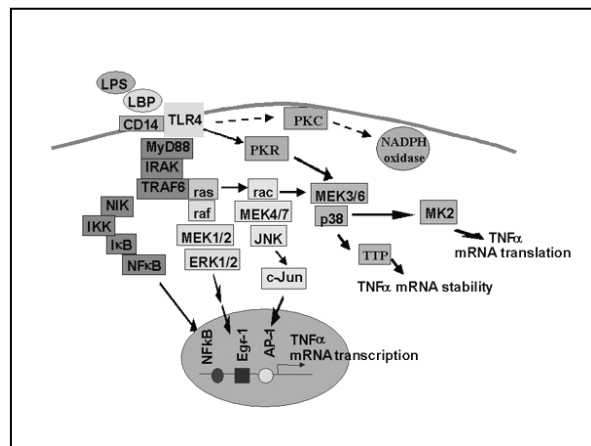 LPS
LBP
CD14
TLR4
PKC
NADPH
oxidase
MyD88
PKR
IRAK
TRAF6
ras
rac
MEK3/6
NIK
raf
MEK4/7
p38
MK2
IKK
MEK1/2
JNK
TNFα
mRNA translation
IκB
ERK1/2
TTP
NFκB
c-Jun
TNFα mRNA stability
NFkB
Egr-1
AP-1
TNFα
mRNA transcription